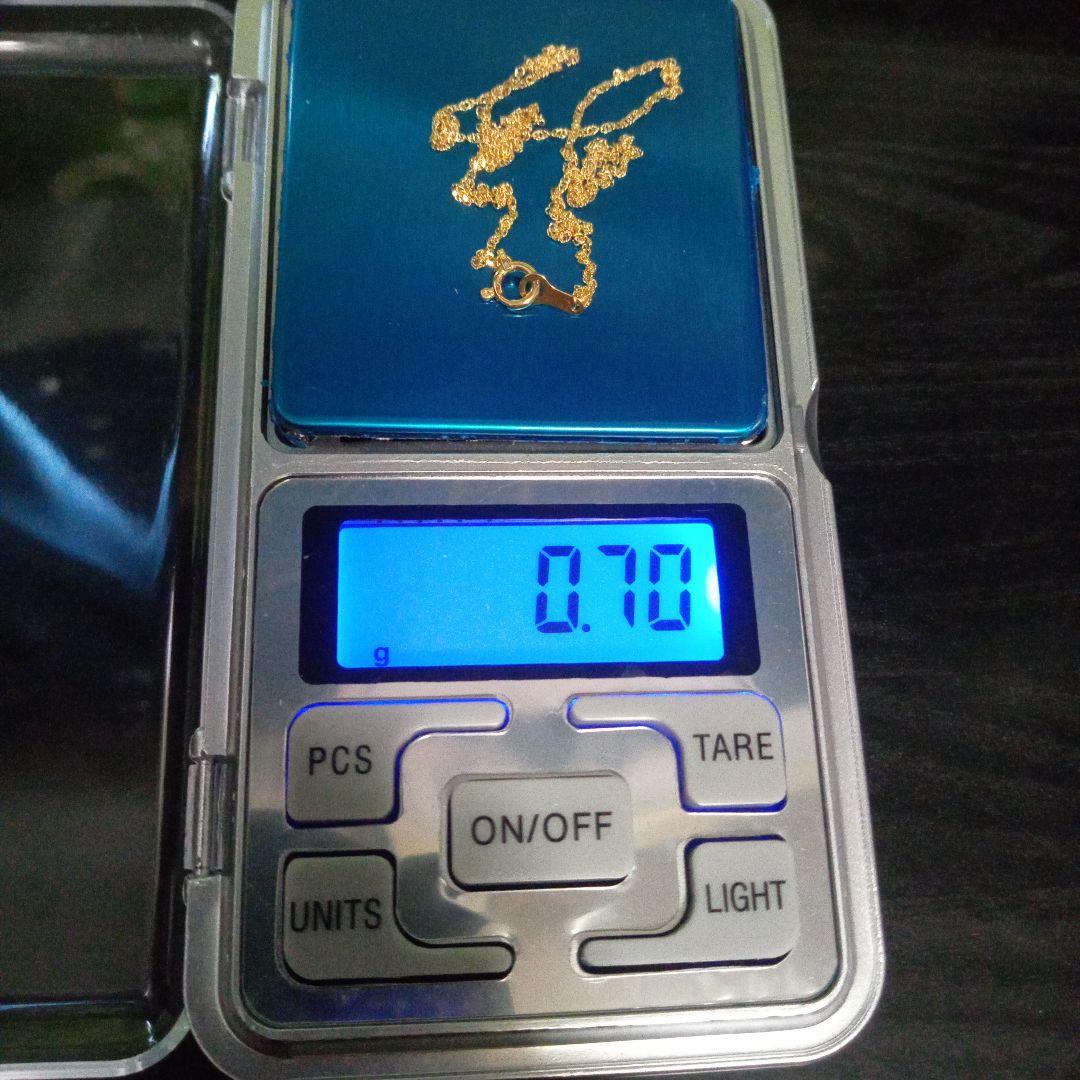 0.70
g
PCS
TARE
ON/OFF
UNITS
LIGHT